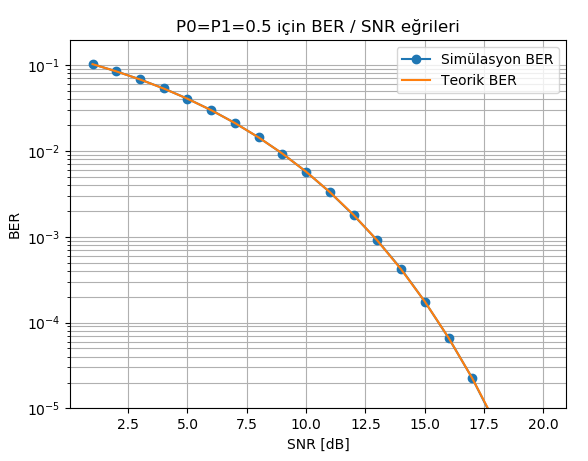 P0=P1=0.5 için BER / SNR eğrileri
Simülasyon BER
Teorik BER
10⁻¹
10⁻²
10⁻³
10⁻⁴
10⁻⁵
BER
2.5 5.0 7.5 10.0 12.5 15.0 17.5 20.0
SNR [dB]